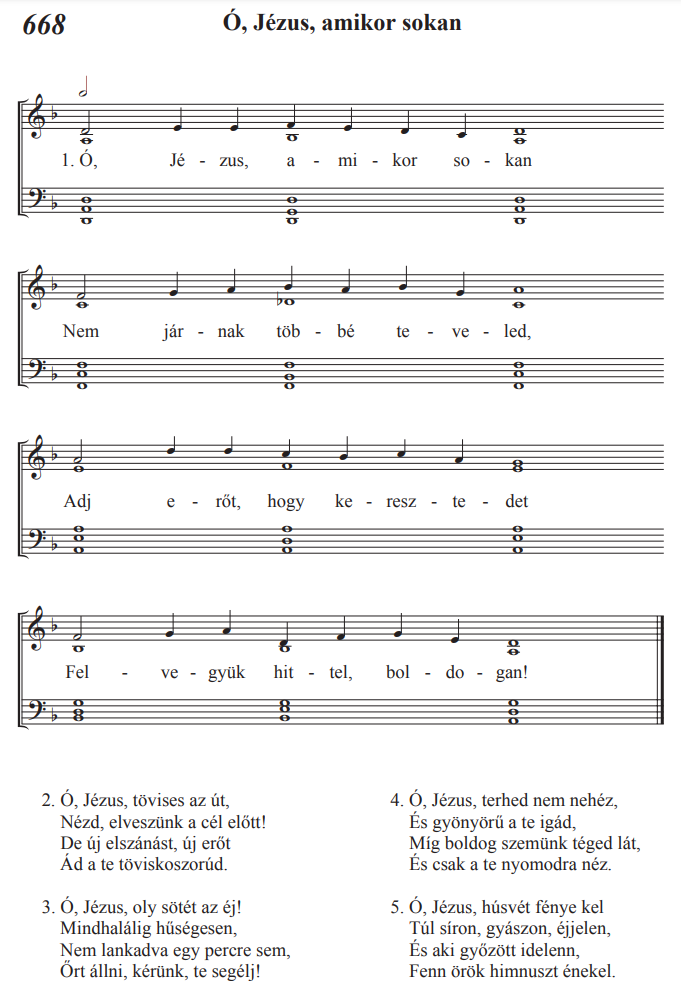 668
Ó, Jézus, amikor sokan
1. Ó, Jé - zus, a - mi - kor so - kan
Nem jár - nak töb - bé te - ve - led,
Adj e - rőt, hogy ke - resz - te - det
Fel - ve - gyük hit - tel, bol - do - gan!
2. Ó, Jézus, tövises az út,
Nézd, elveszünk a cél előtt!
De új elszánást, új erőt
Ád a te töviskoszorúd.
3. Ó, Jézus, oly sötét az éj!
Mindhalálig hűségesen,
Nem lankadva egy percre sem,
Őrt állni, kérünk, te segélj!
4. Ó, Jézus, terhed nem nehéz,
És gyönyörű a te igád,
Míg boldog szemünk téged lát,
És csak a te nyomodra néz.
5. Ó, Jézus, húsvét fénye kel
Túl síron, gyászon, éjjelen,
És aki győzött idelenn,
Fenn örök himnuszt énekel.